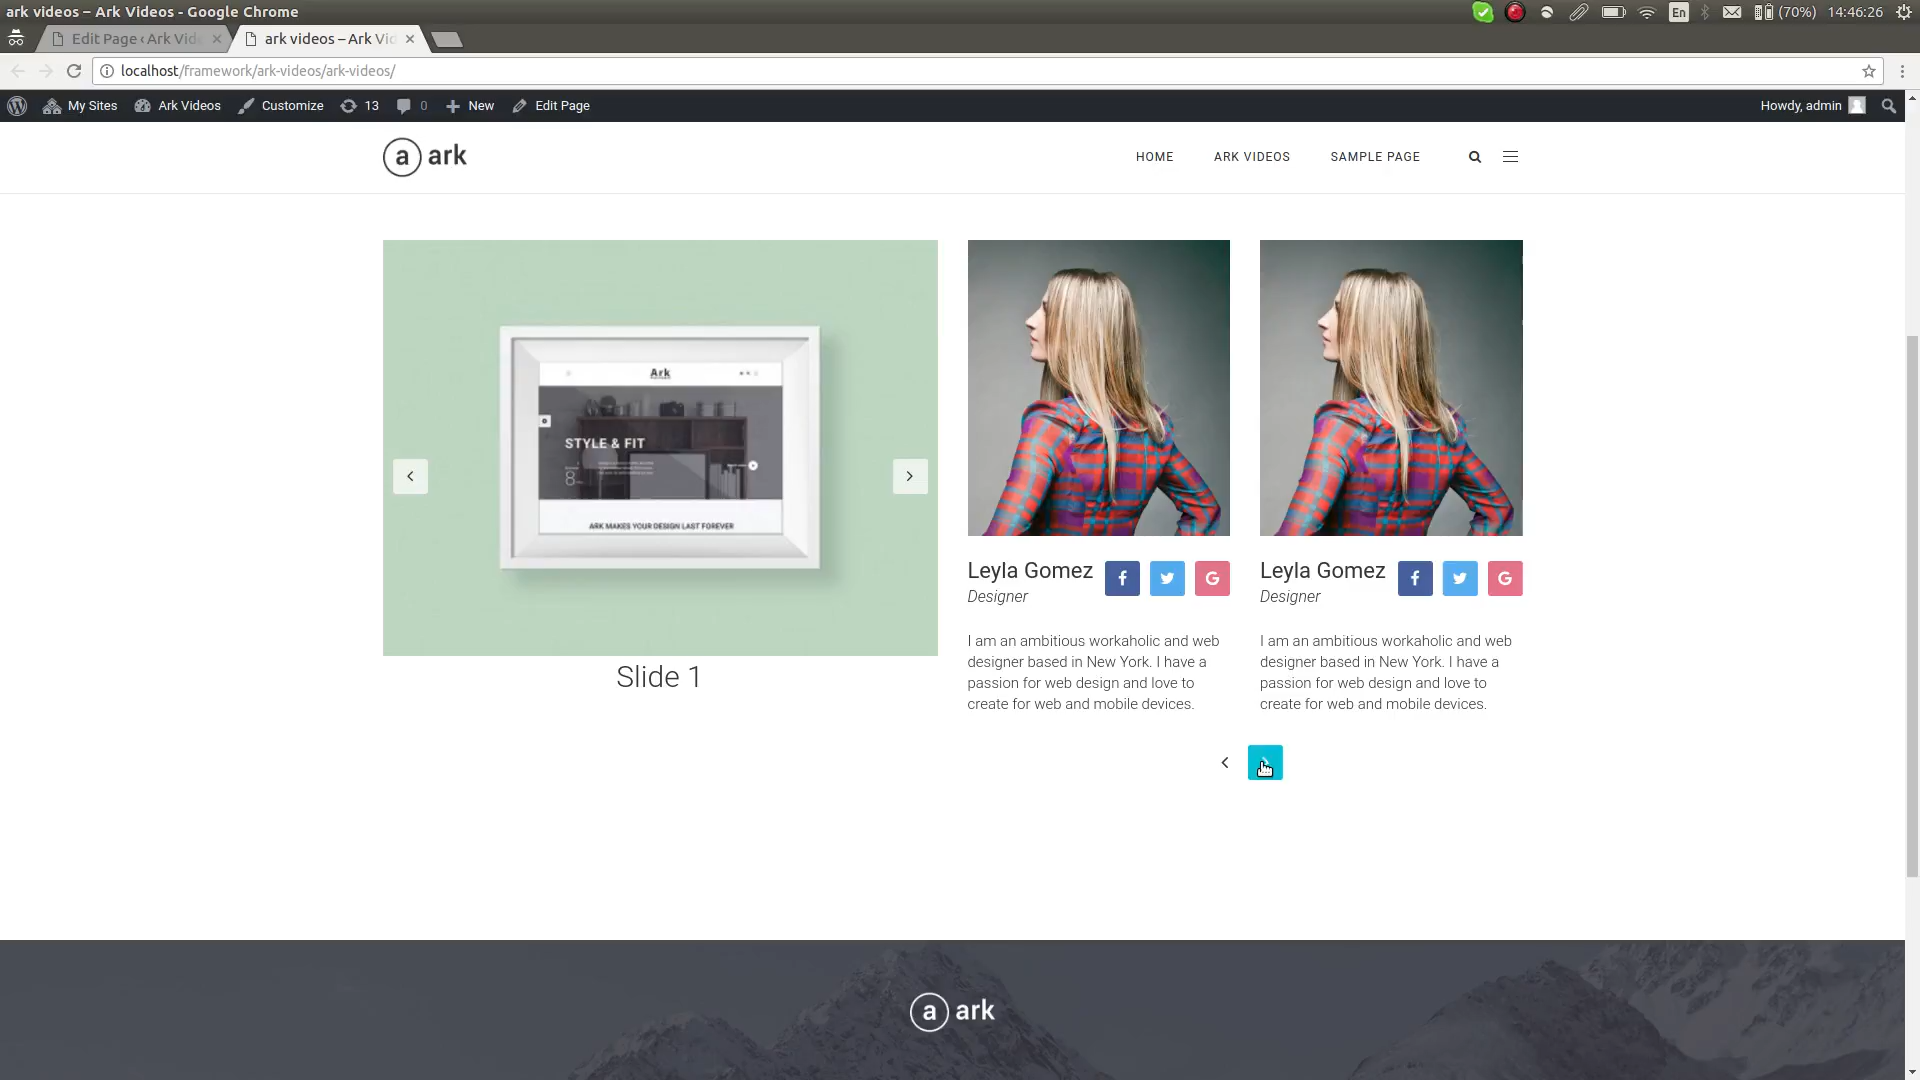 ark videos – Ark Videos - Google Chrome
En
(70%)
14:46:26
Edit Page ‹ Ark Vid
ark videos – Ark Vi
localhost/framework/ark-videos/ark-videos/
My Sites
Ark Videos
Customize
13
0
New
Edit Page
Howdy, admin
a ark
HOME
ARK VIDEOS
SAMPLE PAGE
Ark
STYLE & FIT
8
ARK MAKES YOUR DESIGN LAST FOREVER
Slide 1
Leyla Gomez
Designer
I am an ambitious workaholic and web
designer based in New York. I have a
passion for web design and love to
create for web and mobile devices.
Leyla Gomez
Designer
I am an ambitious workaholic and web
designer based in New York. I have a
passion for web design and love to
create for web and mobile devices.
a ark